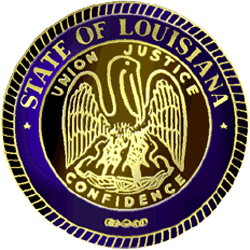 STATE OF LOUISIANA
UNION JUSTICE
CONFIDENCE